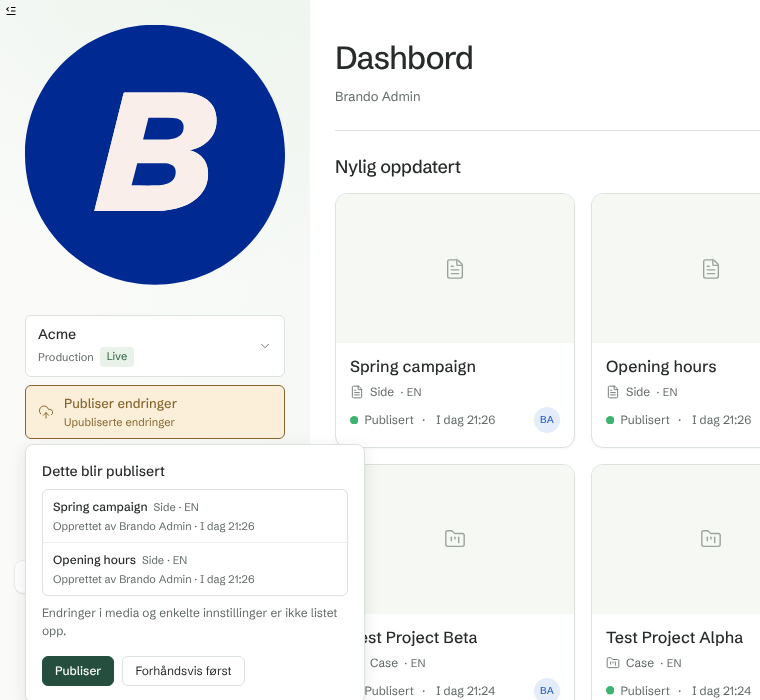 B
Acme
Production Live
Publiser endringer
Upubliserte endringer
Dette blir publisert
Spring campaign Side · EN
Opprettet av Brando Admin · I dag 21:26
Opening hours Side · EN
Opprettet av Brando Admin · I dag 21:26
Endringer i media og enkelte innstillinger er ikke listet
opp.
Publiser
Forhåndsvis først
Dashbord
Brando Admin
Nylig oppdatert
Spring campaign
Side · EN
Publisert · I dag 21:26 BA
Opening hours
Side · EN
Publisert · I dag 21:26
est Project Beta
Case · EN
Publisert · I dag 21:24 BA
Test Project Alpha
Case · EN
Publisert · I dag 21:24